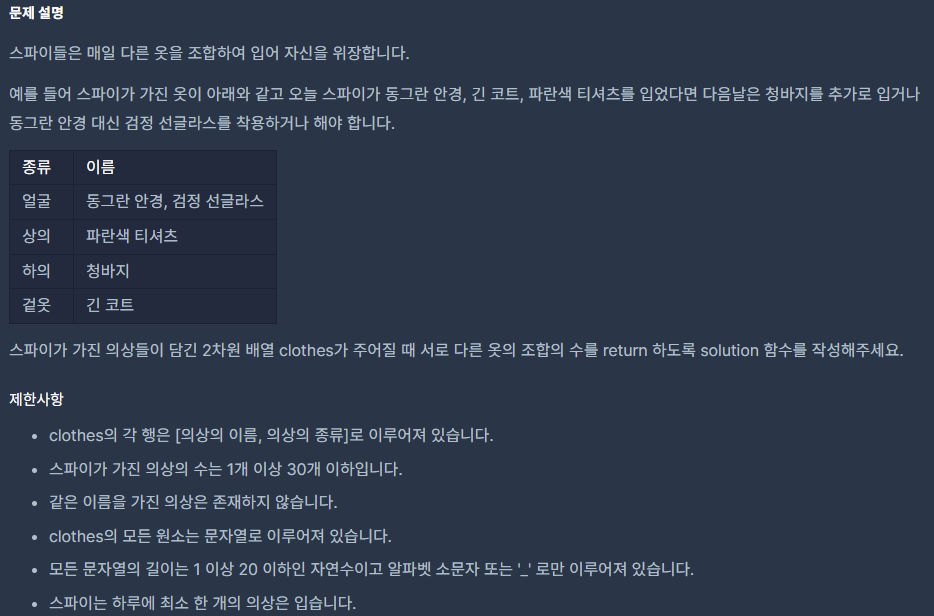 문제 설명
스파이들은 매일 다른 옷을 조합하여 입어 자신을 위장합니다.
예를 들어 스파이가 가진 옷이 아래와 같고 오늘 스파이가 동그란 안경, 긴 코트, 파란색 티셔츠를 입었다면 다음날은 청바지를 추가로 입거나
동그란 안경 대신 검정 선글라스를 착용하거나 해야 합니다.
종류 이름
얼굴 동그란 안경, 검정 선글라스
상의 파란색 티셔츠
하의 청바지
겉옷 긴 코트
스파이가 가진 의상들이 담긴 2차원 배열 clothes가 주어질 때 서로 다른 옷의 조합의 수를 return 하도록 solution 함수를 작성해주세요.
제한사항
• clothes의 각 행은 [의상의 이름, 의상의 종류]로 이루어져 있습니다.
• 스파이가 가진 의상의 수는 1개 이상 30개 이하입니다.
• 같은 이름을 가진 의상은 존재하지 않습니다.
• clothes의 모든 원소는 문자열로 이루어져 있습니다.
• 모든 문자열의 길이는 1 이상 20 이하인 자연수이고 알파벳 소문자 또는 '_' 로만 이루어져 있습니다.
• 스파이는 하루에 최소 한 개의 의상은 입습니다.